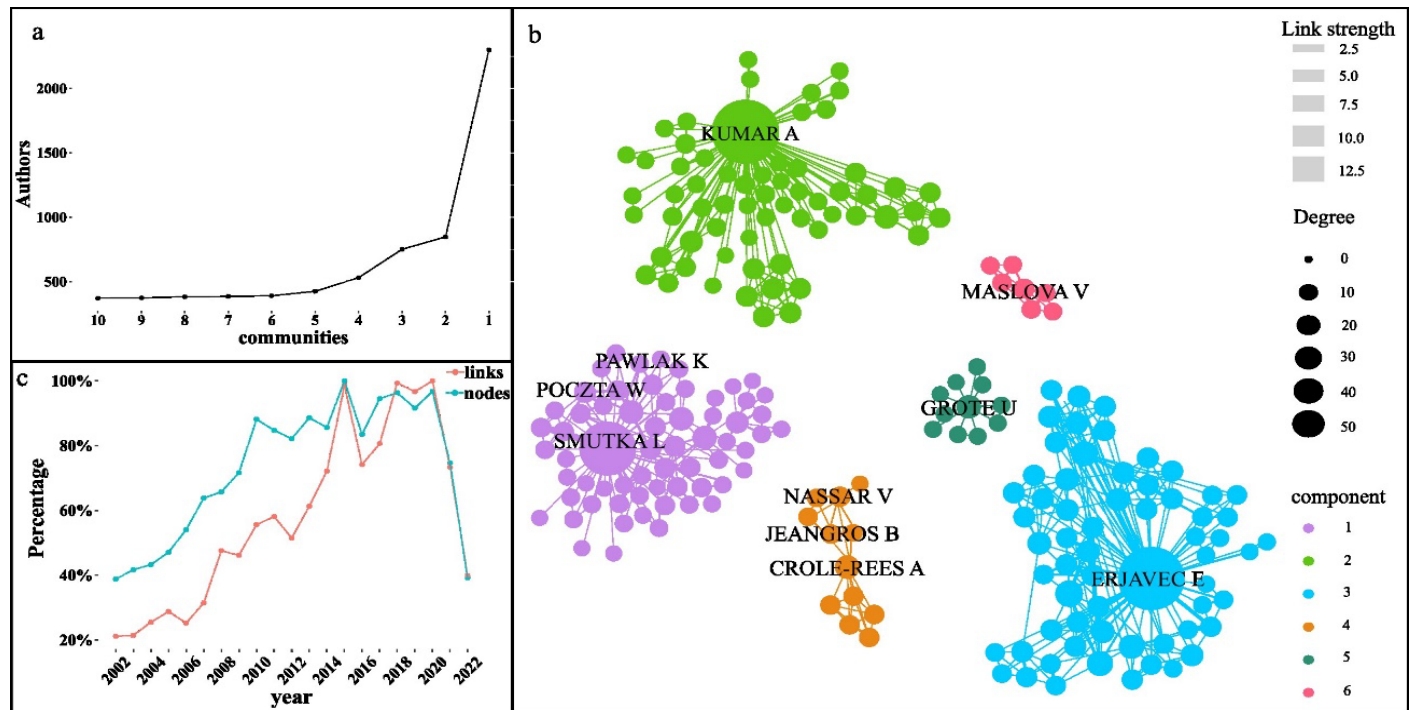 a
2000
1500
1000
500
Authors
10 9 8 7 6 5 4 3 2 1
communities
c
links
nodes
100%
80%
60%
40%
20%
Percentage
2002 2004 2006 2008 2010 2012 2014 2015 2016 2018 2020 2022
year
b
KUMAR A
MASLOVA V
PAWLAK K
POCZTA W
SMUTKA L
GROTE U
NASSAR V
JEANGROS B
CROLE-REES A
ERJAVEC E
Link strength
2.5
5.0
7.5
10.0
12.5
Degree
0
10
20
30
40
50
component
1
2
3
4
5
6